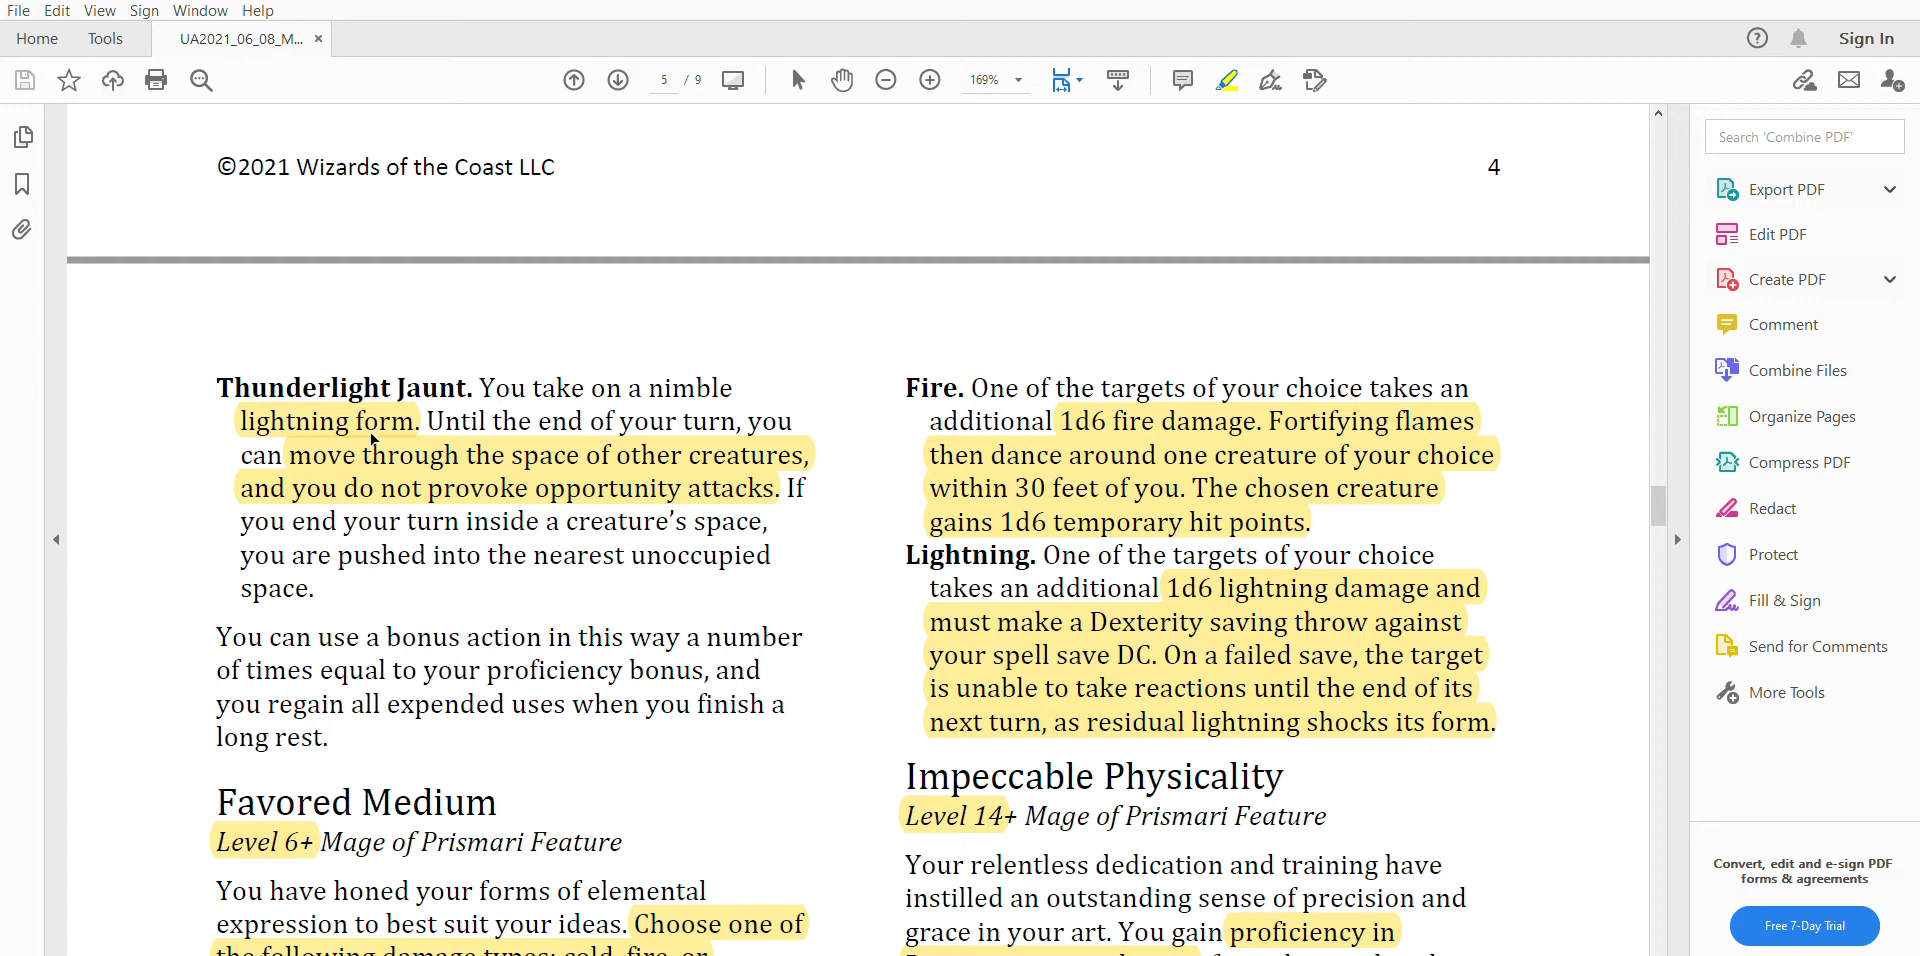 File Edit View Sign Window Help
Home Tools UA2021_06_08_M... ×
Sign In
5 / 9 169%
©2021 Wizards of the Coast LLC 4
Thunderlight Jaunt. You take on a nimble
lightning form. Until the end of your turn, you
can move through the space of other creatures,
and you do not provoke opportunity attacks. If
you end your turn inside a creature’s space,
you are pushed into the nearest unoccupied
space.
You can use a bonus action in this way a number
of times equal to your proficiency bonus, and
you regain all expended uses when you finish a
long rest.
Favored Medium
Level 6+ Mage of Prismari Feature
You have honed your forms of elemental
expression to best suit your ideas. Choose one of
the following damage types: cold, fire, or
Fire. One of the targets of your choice takes an
additional 1d6 fire damage. Fortifying flames
then dance around one creature of your choice
within 30 feet of you. The chosen creature
gains 1d6 temporary hit points.
Lightning. One of the targets of your choice
takes an additional 1d6 lightning damage and
must make a Dexterity saving throw against
your spell save DC. On a failed save, the target
is unable to take reactions until the end of its
next turn, as residual lightning shocks its form.
Impeccable Physicality
Level 14+ Mage of Prismari Feature
Your relentless dedication and training have
instilled an outstanding sense of precision and
grace in your art. You gain proficiency in
Search 'Combine PDF'
Export PDF
Edit PDF
Create PDF
Comment
Combine Files
Organize Pages
Compress PDF
Redact
Protect
Fill & Sign
Send for Comments
More Tools
Convert, edit and e-sign PDF
forms & agreements
Free 7-Day Trial